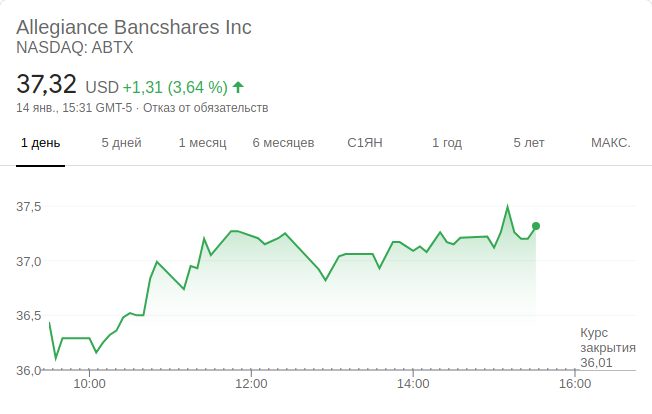 Allegiance Bancshares Inc
NASDAQ: ABTX
37,32 USD +1,31 (3,64 %)
14 янв., 15:31 GMT-5 · Отказ от обязательств
1 день 5 дней 1 месяц 6 месяцев С1ЯН 1 год 5 лет МАКС.
37,5
37,0
36,5
36,0
Курс
закрытия
36,01
10:00 12:00 14:00 16:00